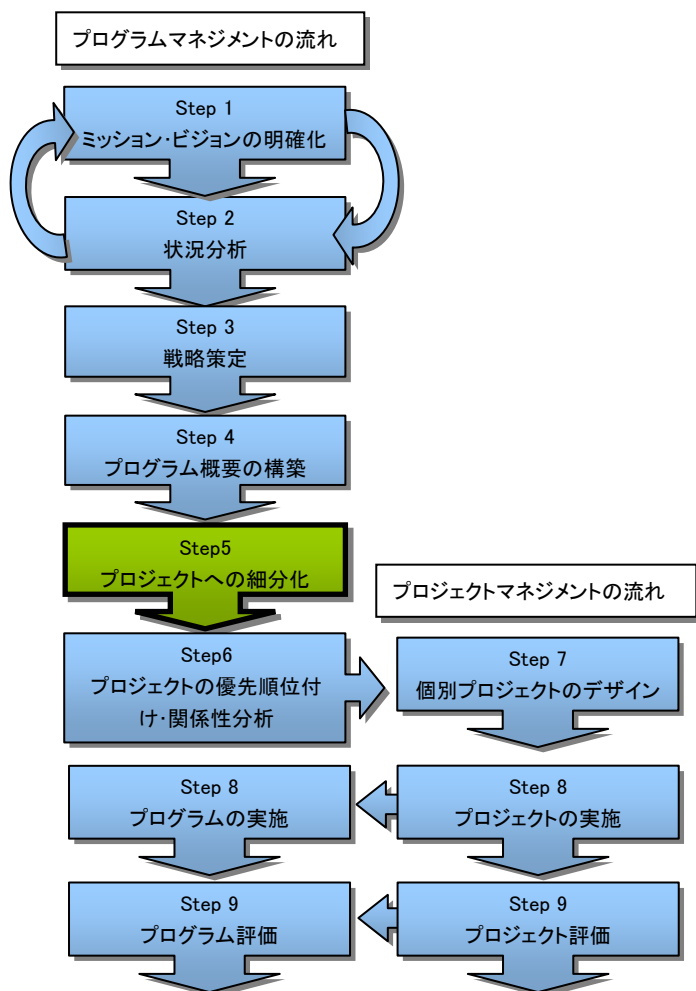 プログラムマネジメントの流れ
Step 1
ミッション・ビジョンの明確化
Step 2
状況分析
Step 3
戦略策定
Step 4
プログラム概要の構築
Step5
プロジェクトへの細分化
プロジェクトマネジメントの流れ
Step6
プロジェクトの優先順位付
け・関係性分析
Step 7
個別プロジェクトのデザイン
Step 8
プログラムの実施
Step 8
プロジェクトの実施
Step 9
プログラム評価
Step 9
プロジェクト評価